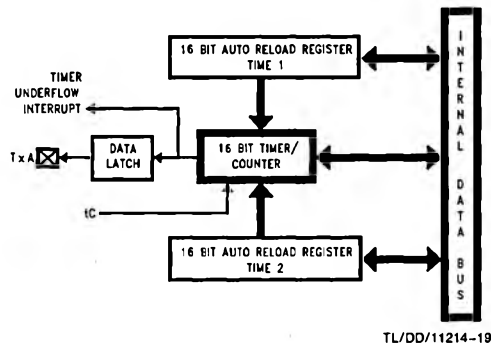 16 BIT AUTO RELOAD REGISTER
TIME 1
TIMER
UNDERFLOW
INTERRUPT
TxA
DATA
LATCH
16 BIT TIMER/
COUNTER
tC
16 BIT AUTO RELOAD REGISTER
TIME 2
INTERNAL DATA BUS
TL/DD/11214-19